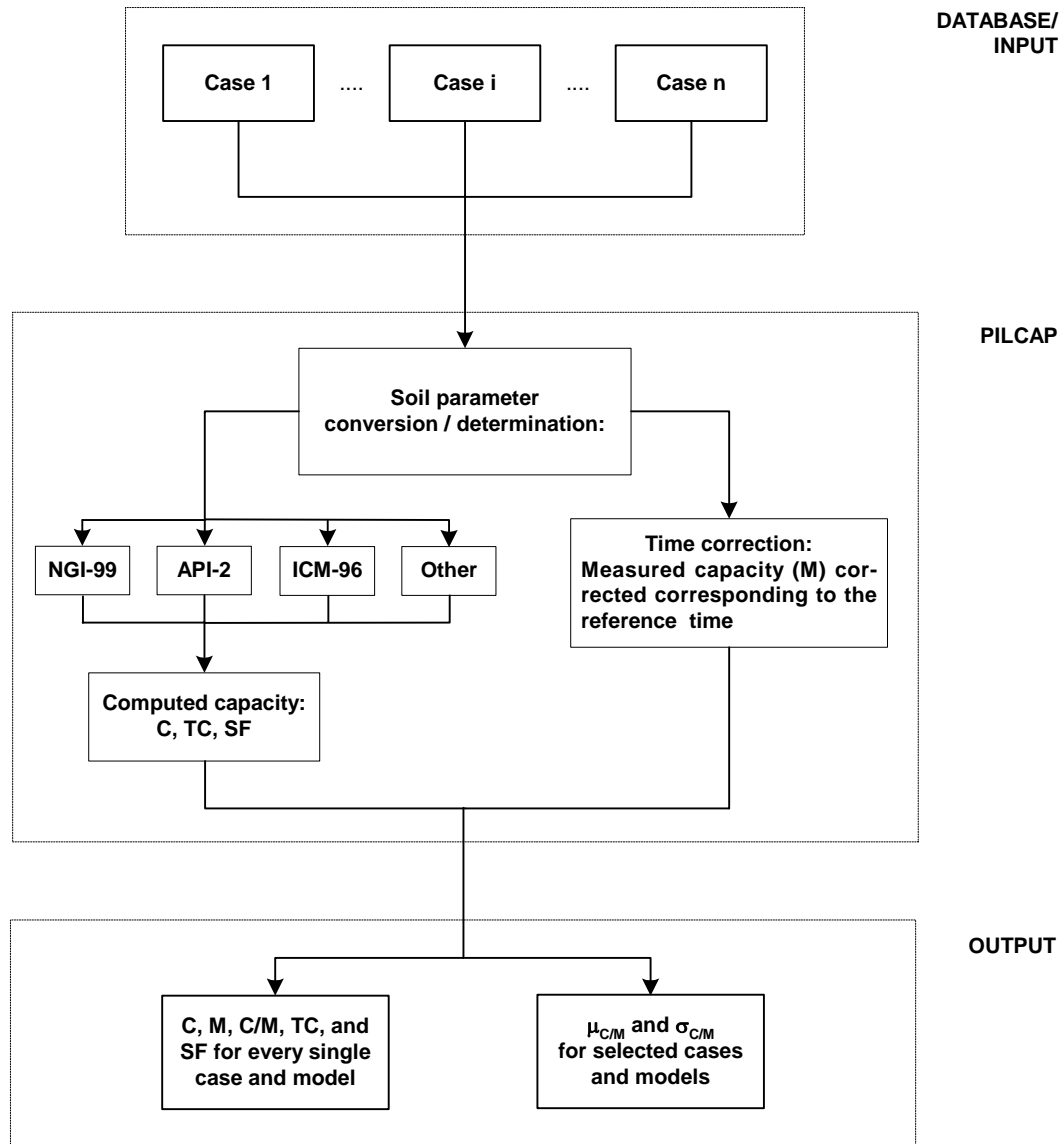 DATABASE/
INPUT
Case 1
....
Case i
....
Case n
PILCAP
Soil parameter
conversion / determination:
NGI-99
API-2
ICM-96
Other
Time correction:
Measured capacity (M) cor-
rected corresponding to the
reference time
Computed capacity:
C, TC, SF
OUTPUT
C, M, C/M, TC, and
SF for every single
case and model
μC/M and σC/M
for selected cases
and models